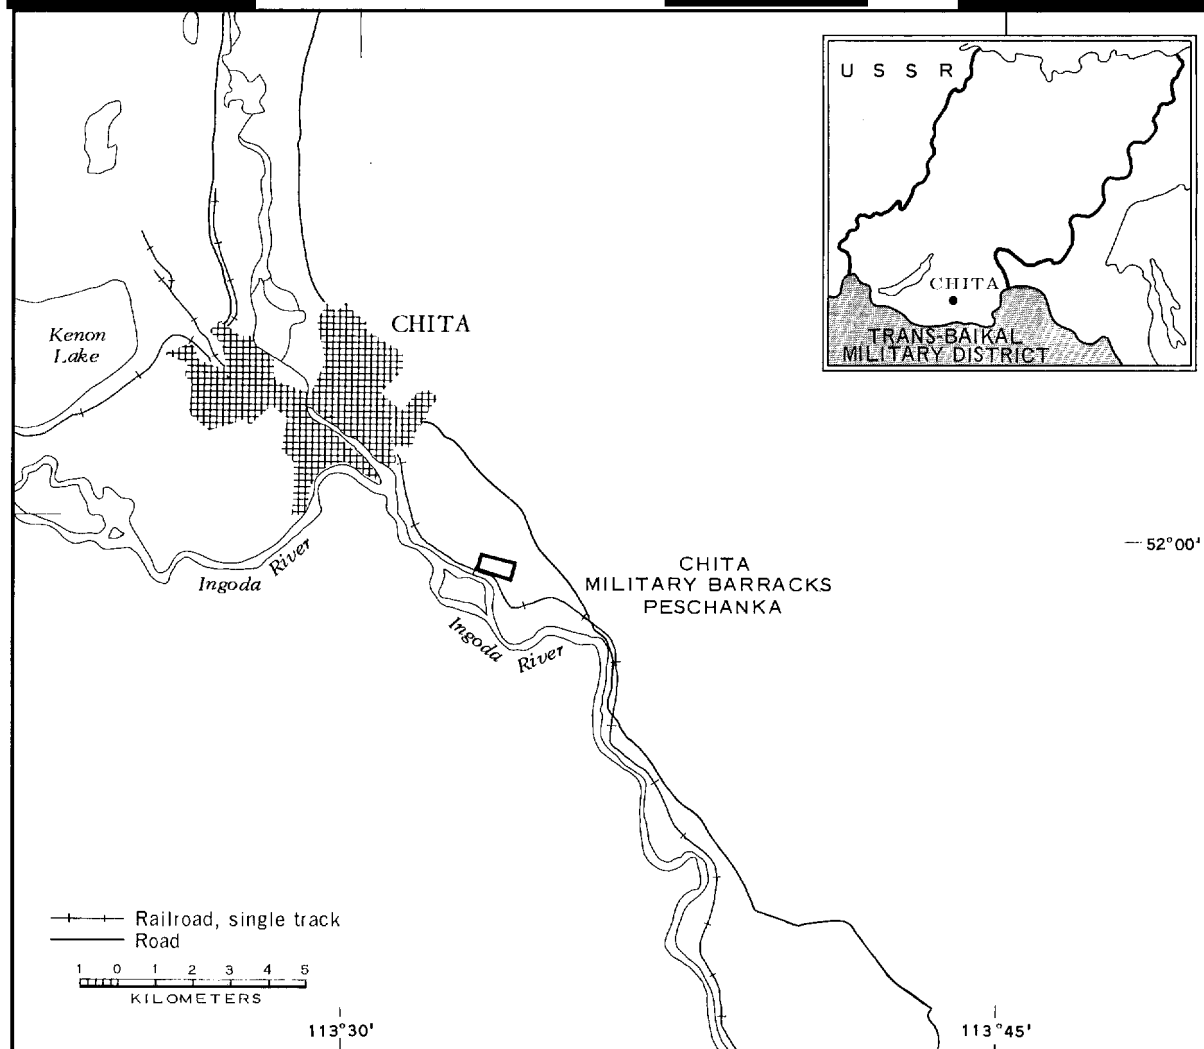 U S S R
CHITA
TRANS-BAIKAL
MILITARY DISTRICT
Kenon
Lake
CHITA
52°00'
CHITA
MILITARY BARRACKS
PESCHANKA
Ingoda River
Ingoda River
Railroad, single track
Road
1 0 1 2 3 4 5
KILOMETERS
113°30'
113°45'